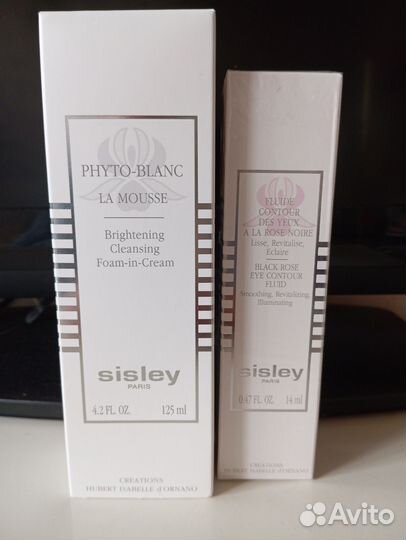 PHYTO-BLANC
LA MOUSSE
Brightening
Cleansing
Foam-in-Cream
sisley
PARIS
4.2 FL. OZ. 125 ml
CREATIONS
HUBERT ISABELLE d'ORNANO
FLUIDE
CONTOUR
DES YEUX
A LA ROSE NOIRE
Lisse, Revitalise,
Eclaire
BLACK ROSE
EYE CONTOUR
FLUID
Smoothing, Revitalizing,
Illuminating
sisley
PARIS
0.47 FL. OZ. 14 ml
CREATIONS
HUBERT ISABELLE d'ORNANO
Avito